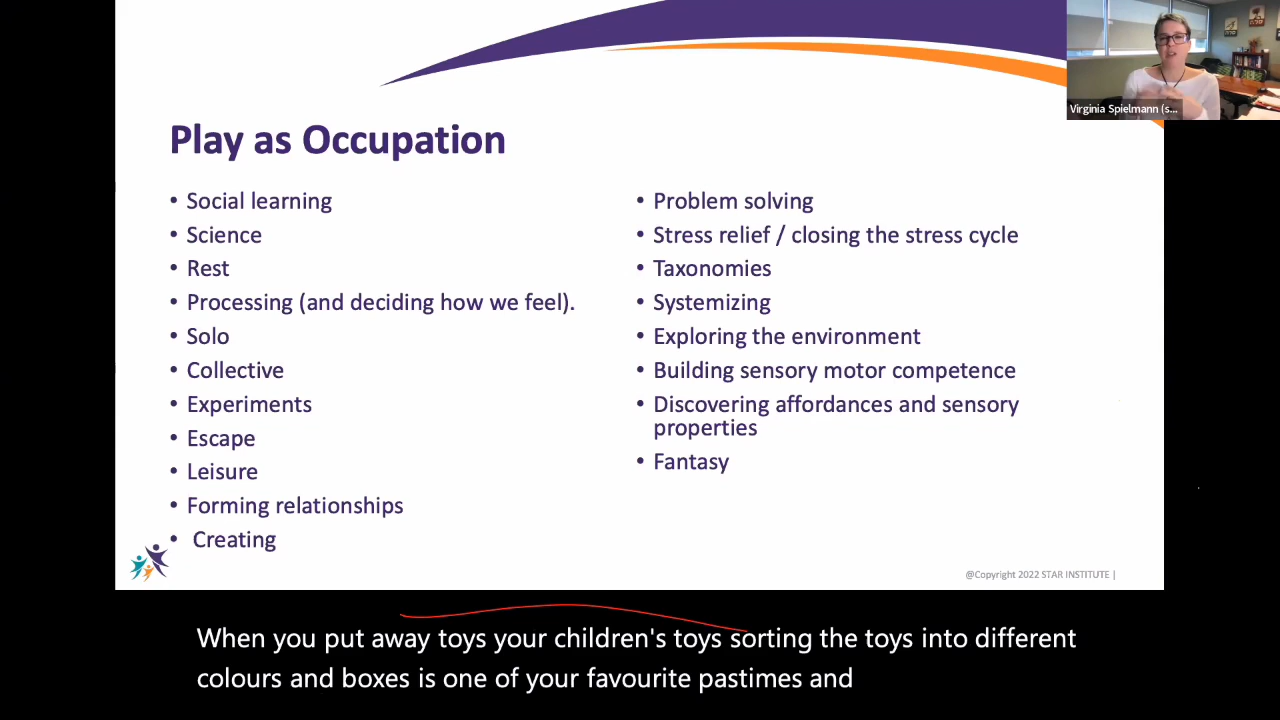 Virginia Spielmann (s...
Play as Occupation
• Social learning
• Science
• Rest
• Processing (and deciding how we feel).
• Solo
• Collective
• Experiments
• Escape
• Leisure
• Forming relationships
• Creating
• Problem solving
• Stress relief / closing the stress cycle
• Taxonomies
• Systemizing
• Exploring the environment
• Building sensory motor competence
• Discovering affordances and sensory
properties
• Fantasy
@Copyright 2022 STAR INSTITUTE |
When you put away toys your children's toys sorting the toys into different
colours and boxes is one of your favourite pastimes and